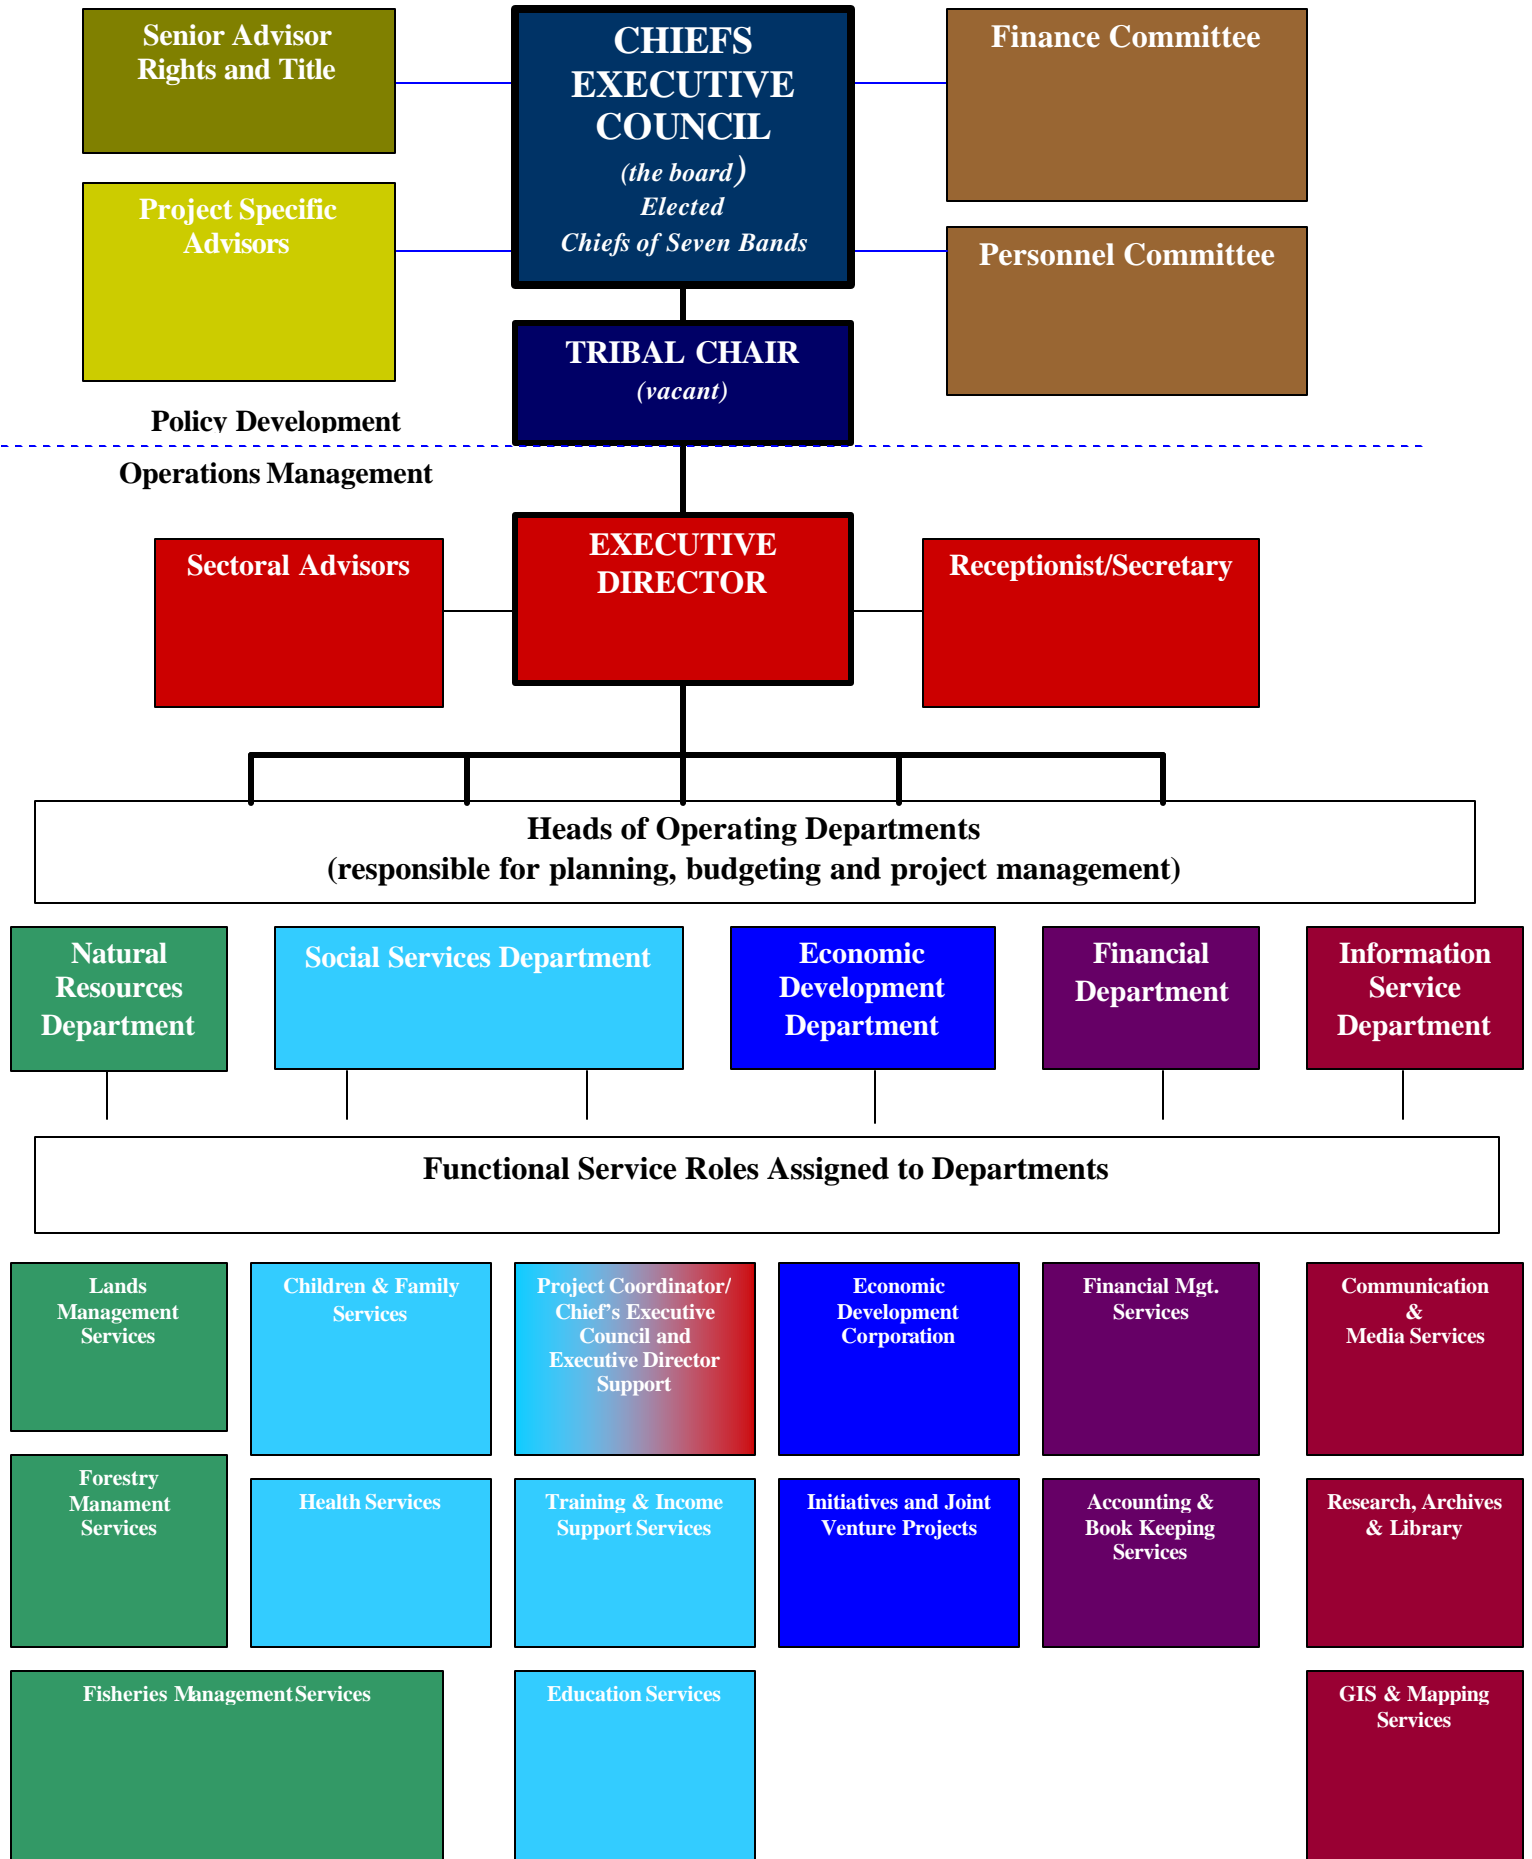 Senior Advisor
Rights and Title
CHIEFS
EXECUTIVE
COUNCIL
(the board)
Elected
Chiefs of Seven Bands
Finance Committee
Project Specific
Advisors
Personnel Committee
TRIBAL CHAIR
(vacant)
Policy Development
Operations Management
Sectoral Advisors
EXECUTIVE
DIRECTOR
Receptionist/Secretary
Heads of Operating Departments
(responsible for planning, budgeting and project management)
Natural
Resources
Department
Social Services Department
Economic
Development
Department
Financial
Department
Information
Service
Department
Functional Service Roles Assigned to Departments
Lands
Management
Services
Children & Family
Services
Project Coordinator/
Chief's Executive
Council and
Executive Director
Support
Economic
Development
Corporation
Financial Mgt.
Services
Communication
&
Media Services
Forestry
Manament
Services
Health Services
Training & Income
Support Services
Initiatives and Joint
Venture Projects
Accounting &
Book Keeping
Services
Research, Archives
& Library
Fisheries Management Services
Education Services
GIS & Mapping
Services